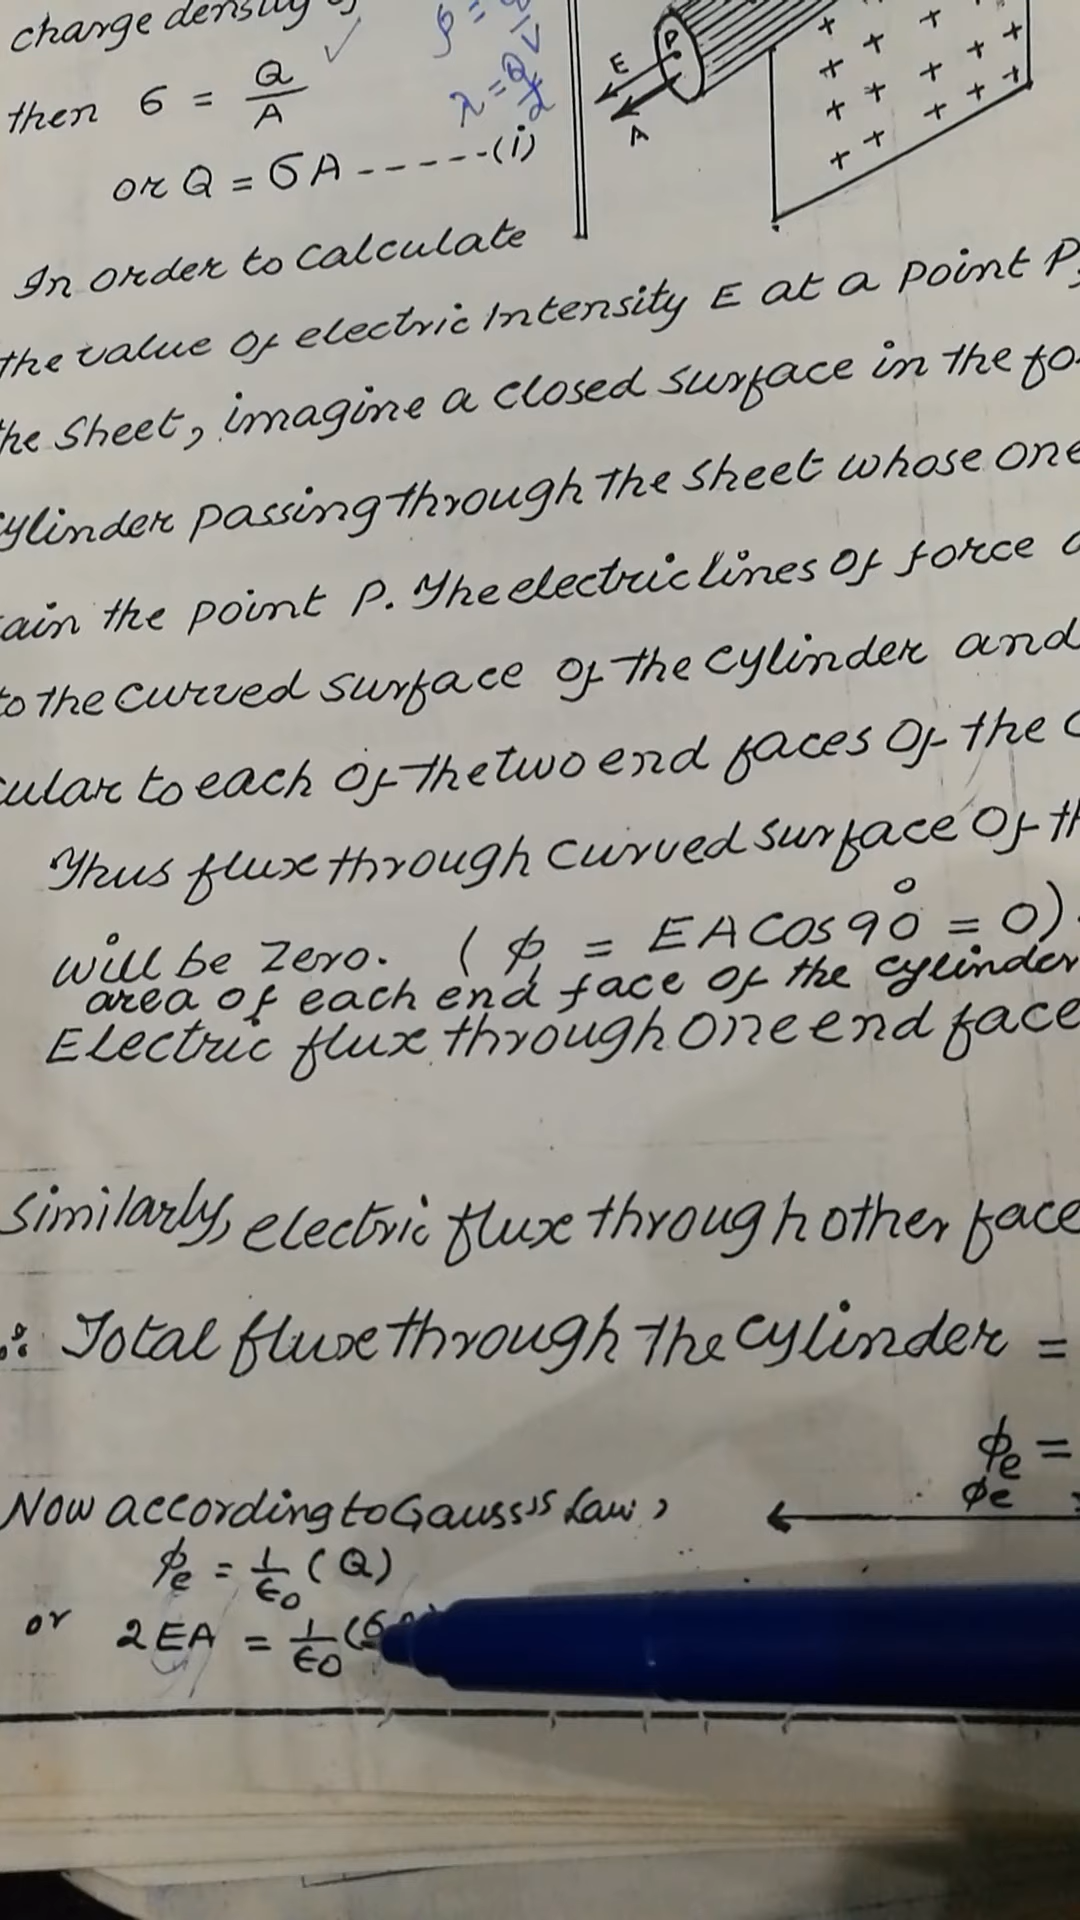 change density
then σ = Q/A
λ = Q/L
or Q = σA -----(i)
E
P
A
In order to calculate
the value of electric Intensity E at a point P,
the sheet, imagine a closed surface in the fo
ylinder passing through the sheet whose one
ain the point P. The electric lines of force
to the curved surface of the cylinder and
cular to each of the two end faces of the c
Thus flux through curved surface of th
will be zero. ( ϕ = EA Cos 90° = 0).
area of each end face of the cylinder
Electric flux through one end face
Similarly, electric flux through other face
∴ Total fluxe through the cylinder =
ϕe =
ϕe
Now according to Gauss's Law,
ϕe = 1/ϵ0 (Q)
or 2EA = 1/ϵ0 (σ